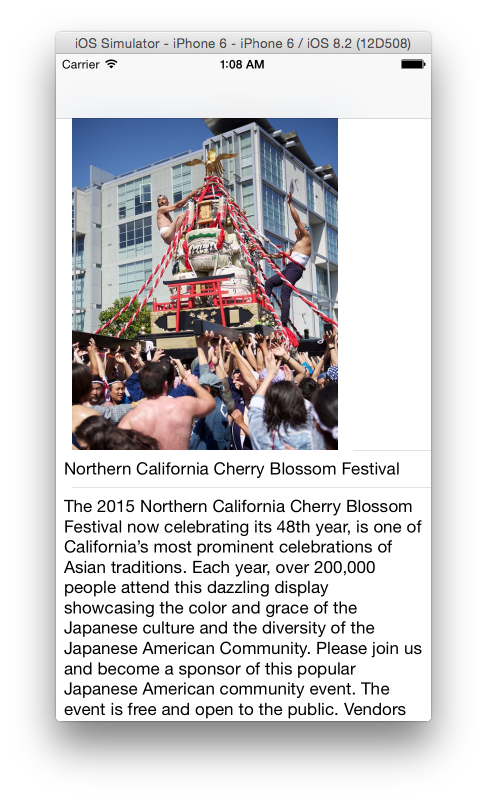 iOS Simulator - iPhone 6 - iPhone 6 / iOS 8.2 (12D508)
Carrier 1:08 AM
Northern California Cherry Blossom Festival
The 2015 Northern California Cherry Blossom
Festival now celebrating its 48th year, is one of
California’s most prominent celebrations of
Asian traditions. Each year, over 200,000
people attend this dazzling display
showcasing the color and grace of the
Japanese culture and the diversity of the
Japanese American Community. Please join us
and become a sponsor of this popular
Japanese American community event. The
event is free and open to the public. Vendors